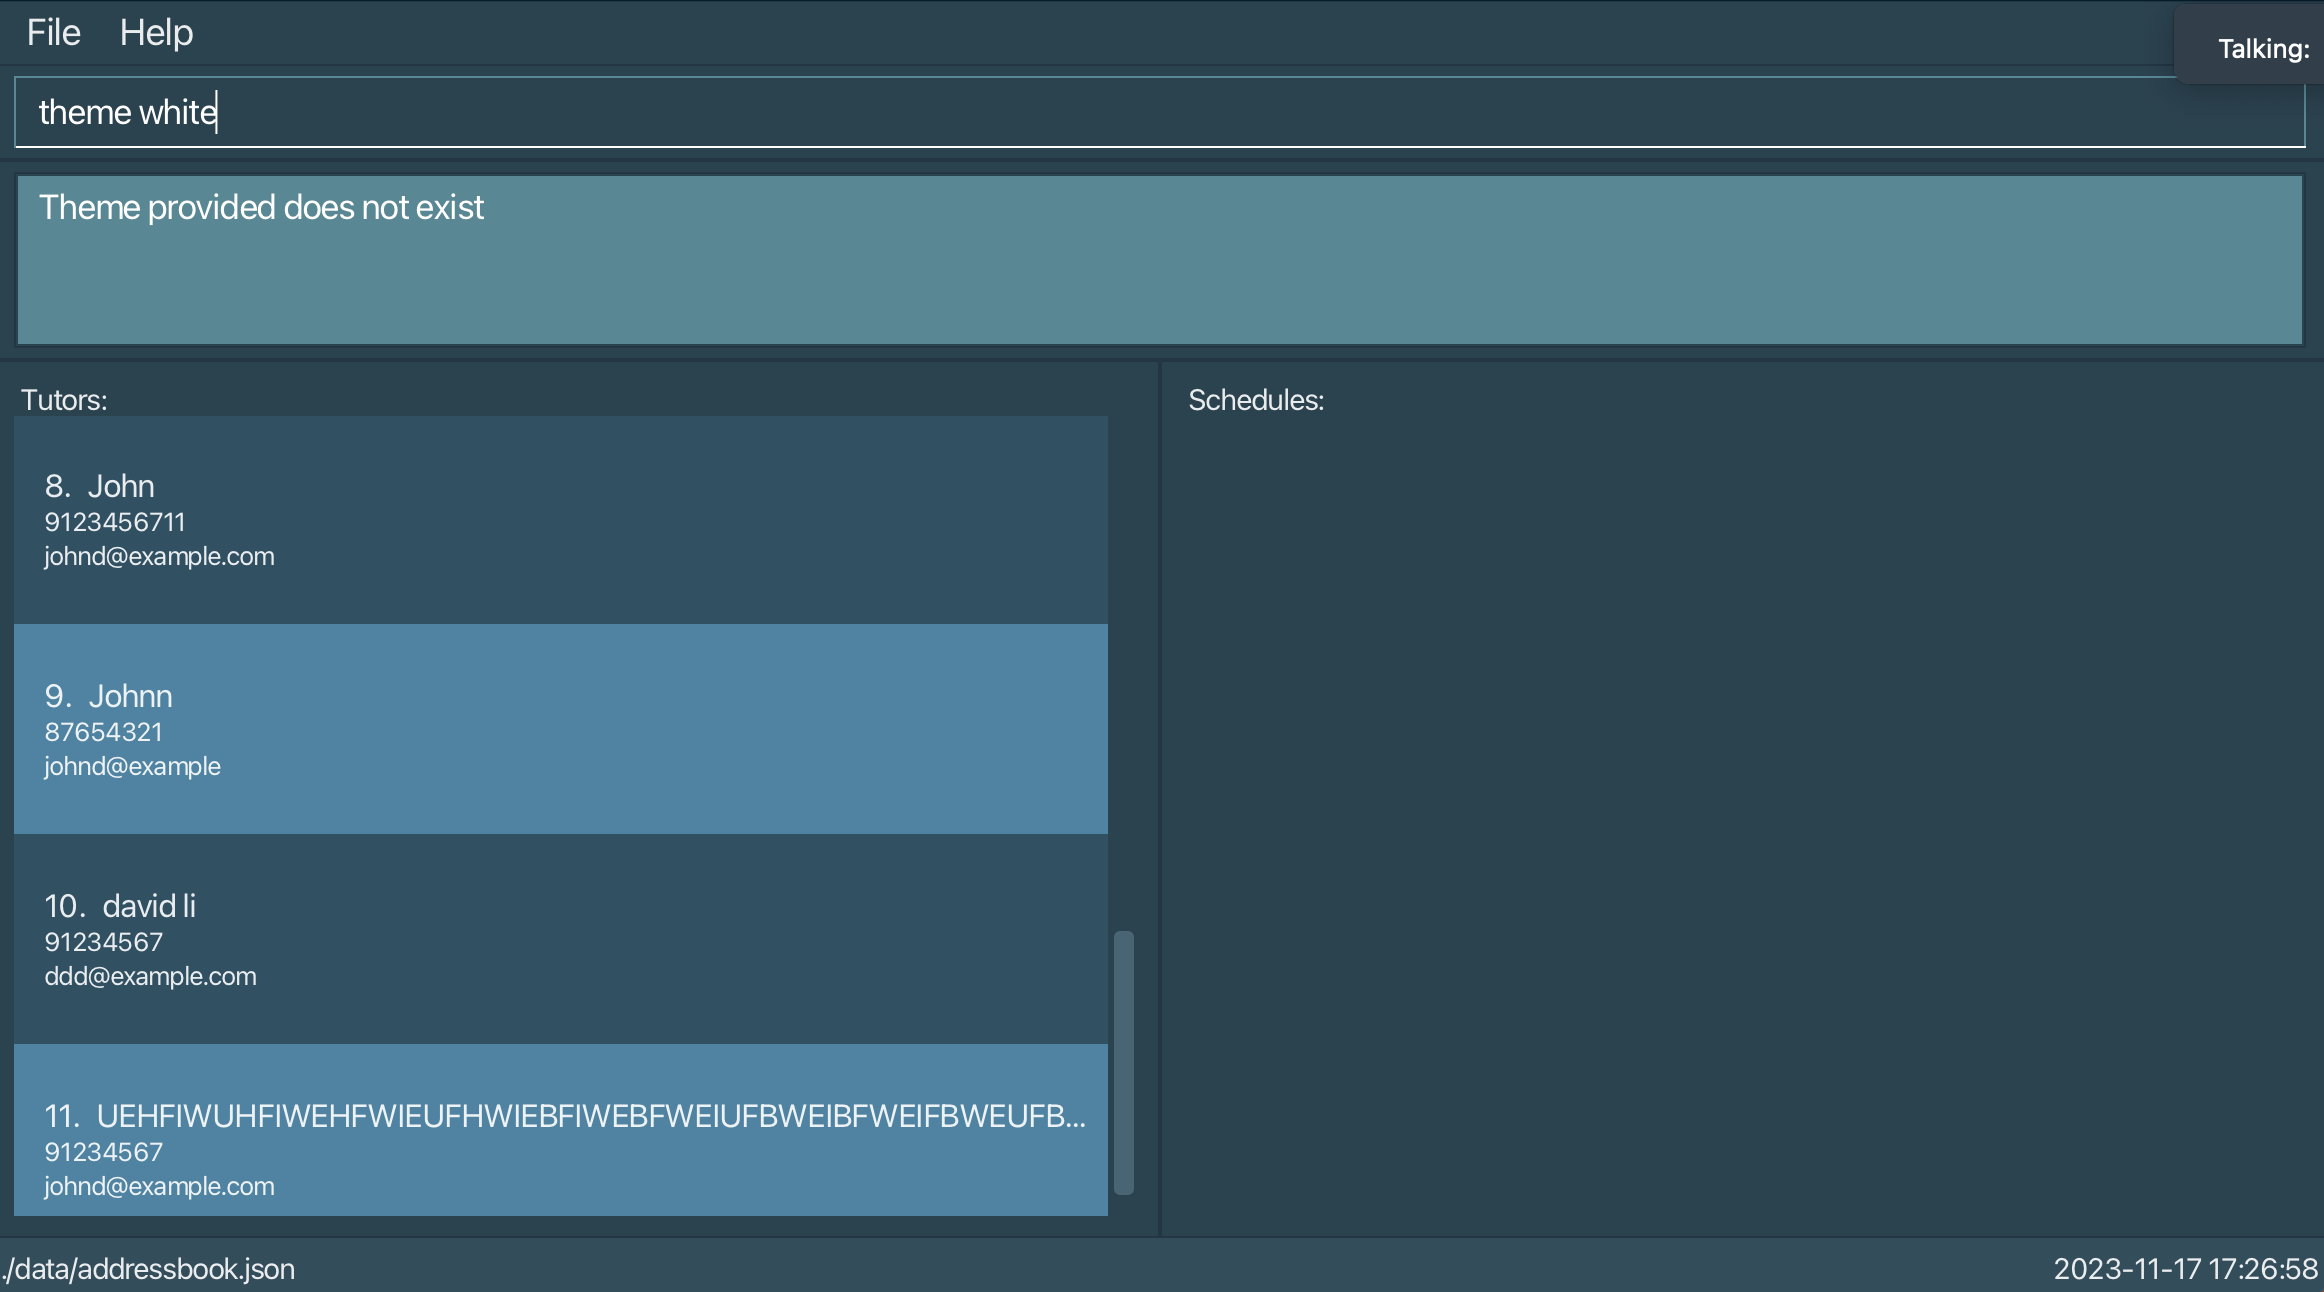 File Help
Talking:
theme white
Theme provided does not exist
Tutors:
8. John
9123456711
johnd@example.com
9. Johnn
87654321
johnd@example
10. david li
91234567
ddd@example.com
11. UEHFIWUHFIWEHFWIEUFHWIEBFIWEBFWEIUFBWEIBFWEIFBWEUFB...
91234567
johnd@example.com
Schedules:
./data/addressbook.json
2023-11-17 17:26:58